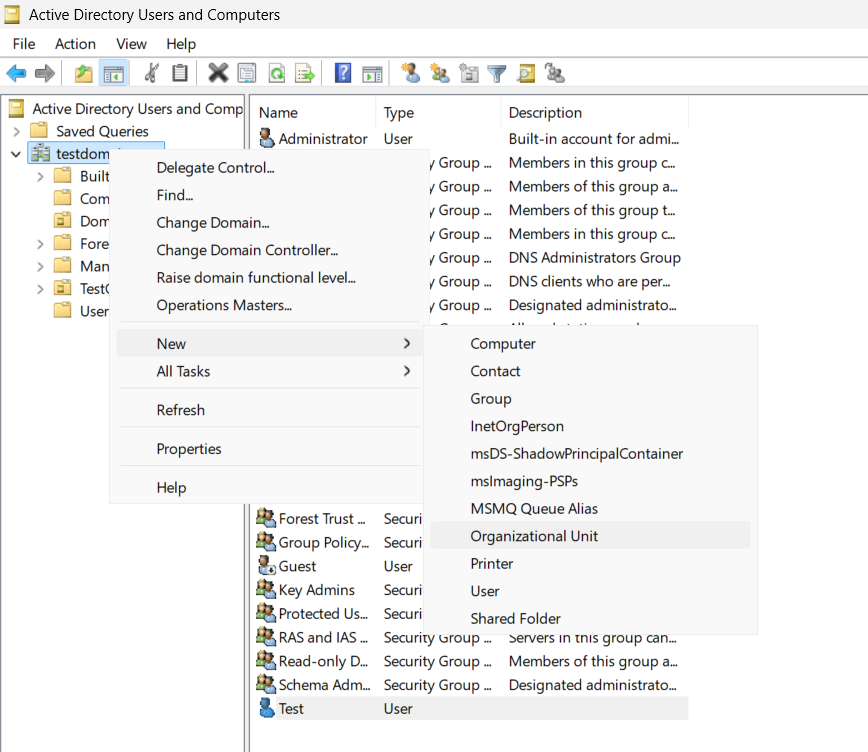 Active Directory Users and Computers
File Action View Help
Active Directory Users and Comp
Saved Queries
testdom
Built
Com
Dom
Fore
Man
Test
User
Name Type Description
Administrator User Built-in account for admi...
y Group ... Members in this group c...
y Group ... Members of this group a...
y Group ... Members of this group t...
y Group ... Members in this group c...
y Group ... DNS Administrators Group
y Group ... DNS clients who are per...
y Group ... Designated administrato...
Delegate Control...
Find...
Change Domain...
Change Domain Controller...
Raise domain functional level...
Operations Masters...
New
All Tasks
Refresh
Properties
Help
Computer
Contact
Group
InetOrgPerson
msDS-ShadowPrincipalContainer
msImaging-PSPs
MSMQ Queue Alias
Organizational Unit
Printer
User
Shared Folder
Forest Trust ... Securi
Group Policy... Securi
Guest User
Key Admins Securi
Protected Us... Securi
RAS and IAS ... Security Group ... Servers in this group can...
Read-only D... Security Group ... Members of this group a...
Schema Adm... Security Group ... Designated administrato...
Test User